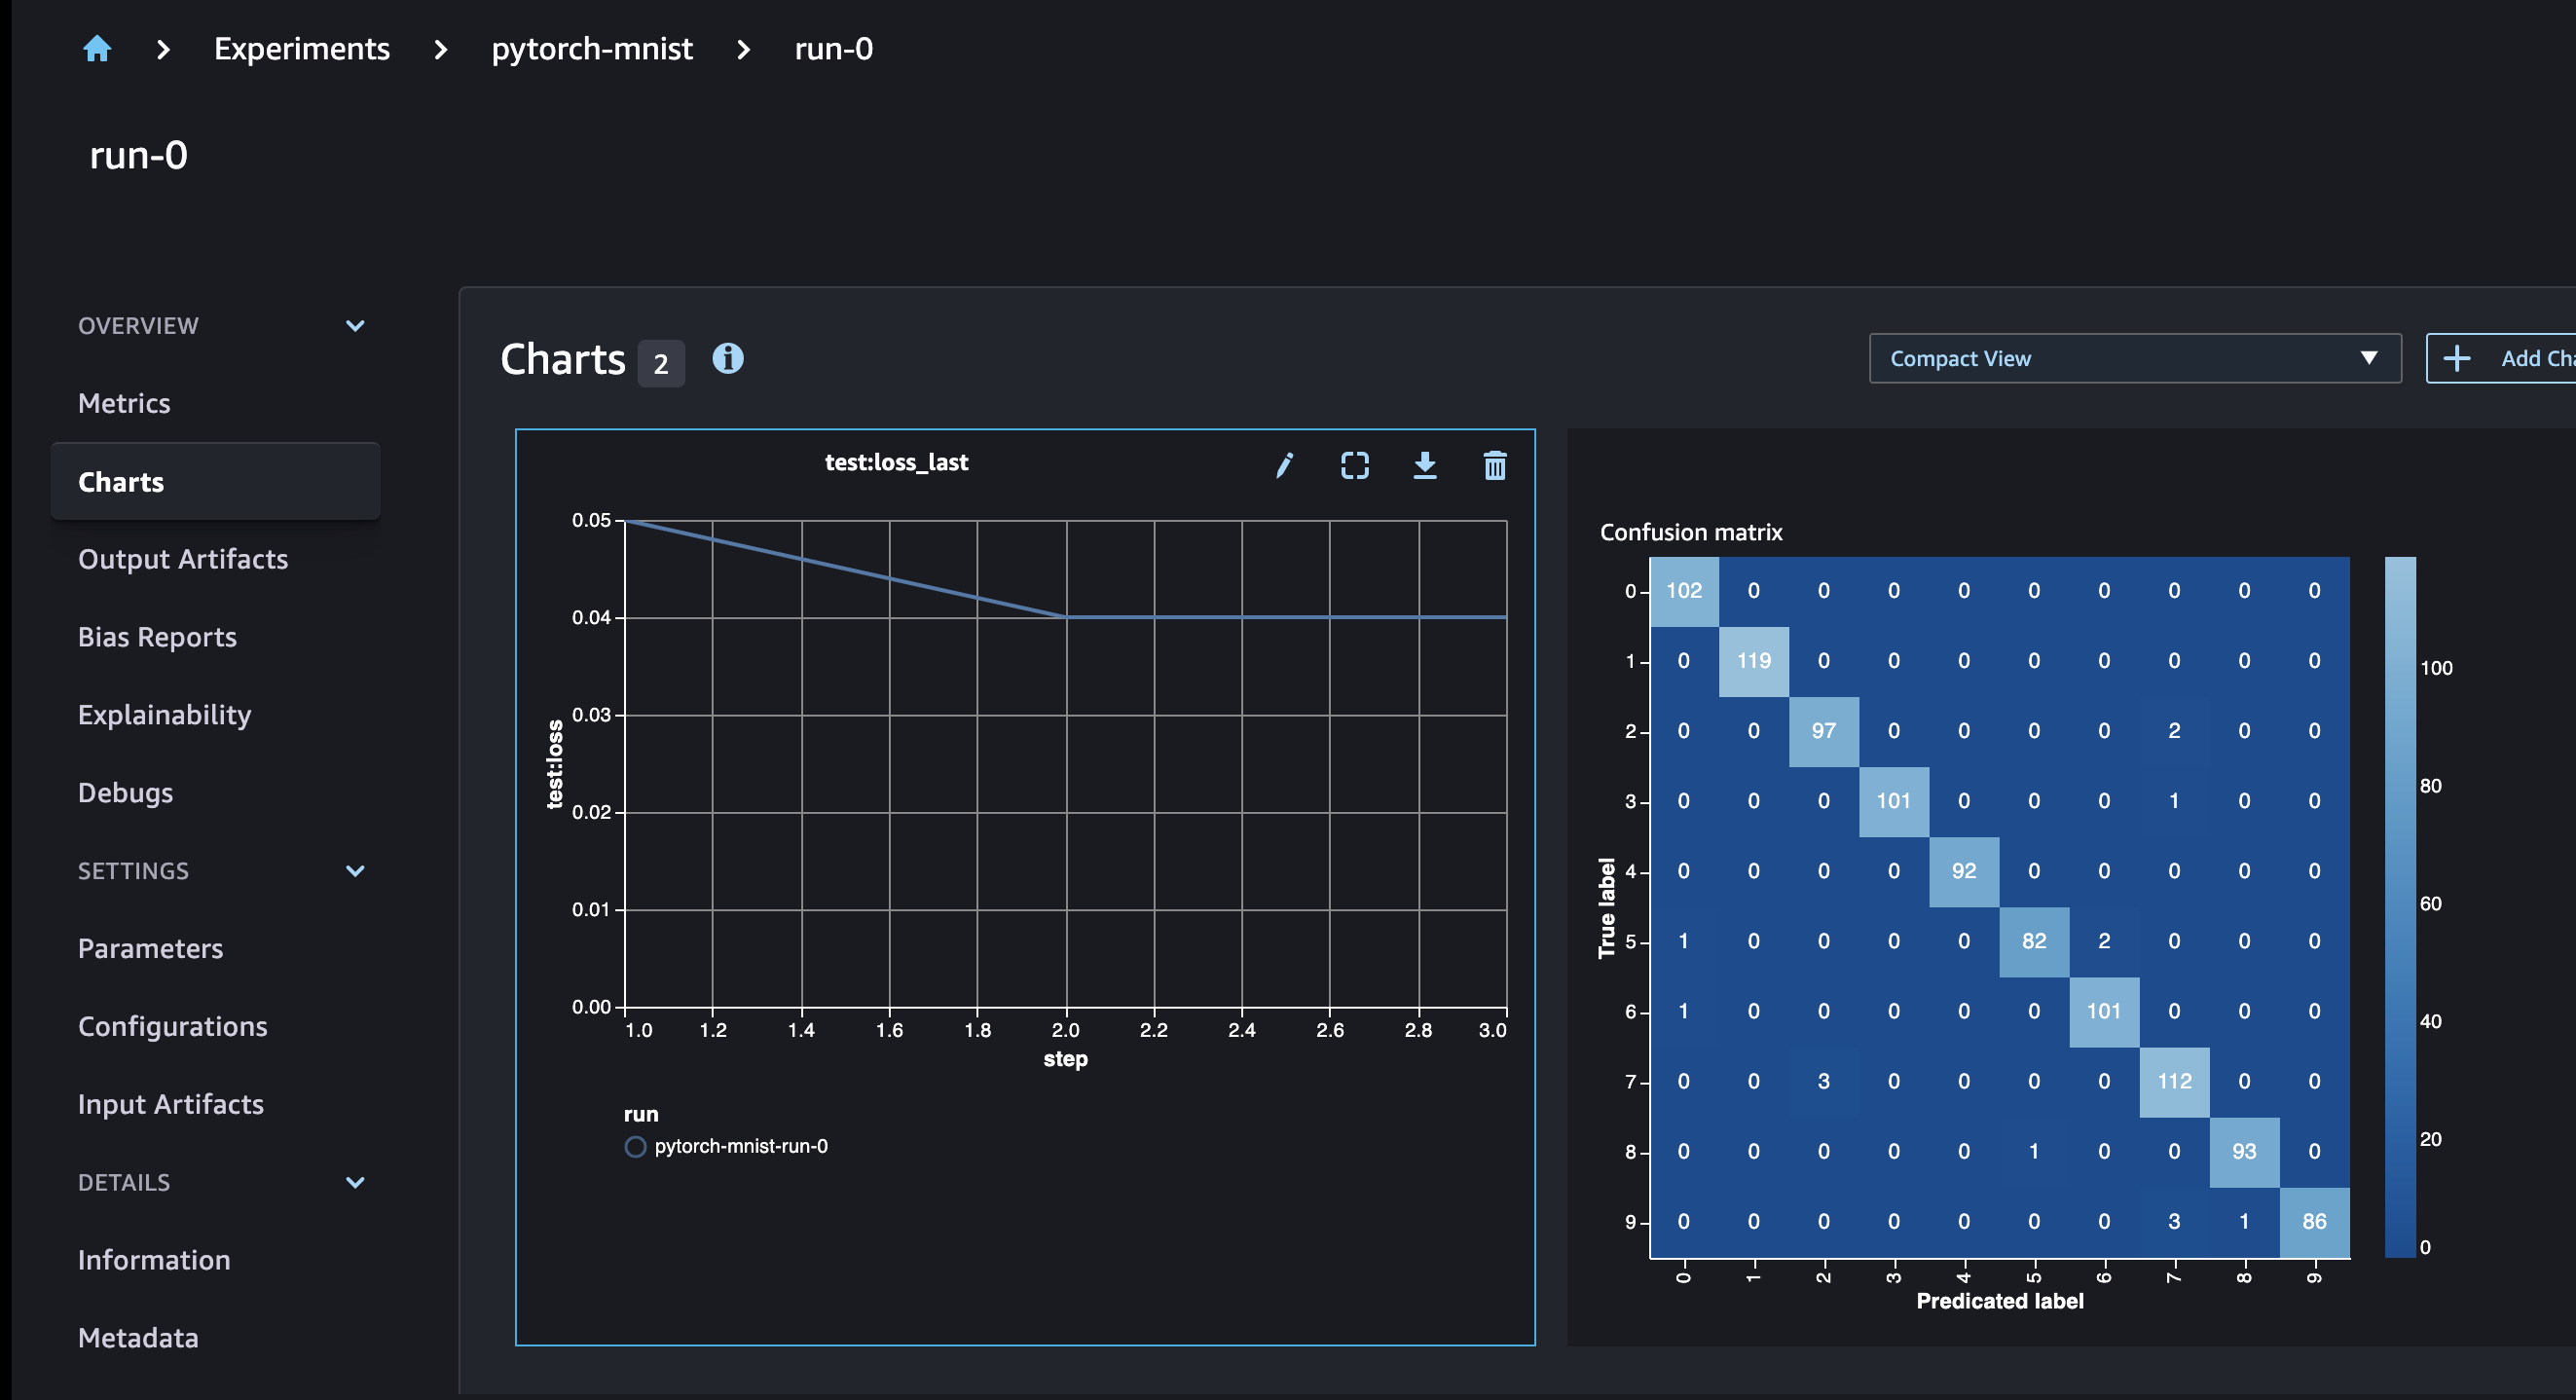 Experiments > pytorch-mnist > run-0
run-0
OVERVIEW
Metrics
Charts
Output Artifacts
Bias Reports
Explainability
Debugs
SETTINGS
Parameters
Configurations
Input Artifacts
DETAILS
Information
Metadata
Charts 2
Compact View
Add Cha
test:loss_last
0.05
0.04
0.03
0.02
0.01
0.00
test:loss
1.0 1.2 1.4 1.6 1.8 2.0 2.2 2.4 2.6 2.8 3.0
step
run
pytorch-mnist-run-0
Confusion matrix
True label
0 102 0 0 0 0 0 0 0 0 0
1 0 119 0 0 0 0 0 0 0 0
2 0 0 97 0 0 0 0 2 0 0
3 0 0 0 101 0 0 0 1 0 0
4 0 0 0 0 92 0 0 0 0 0
5 1 0 0 0 0 82 2 0 0 0
6 1 0 0 0 0 0 101 0 0 0
7 0 0 3 0 0 0 0 112 0 0
8 0 0 0 0 0 1 0 0 93 0
9 0 0 0 0 0 0 0 3 1 86
0 1 2 3 4 5 6 7 8 9
Predicated label
100
80
60
40
20
0